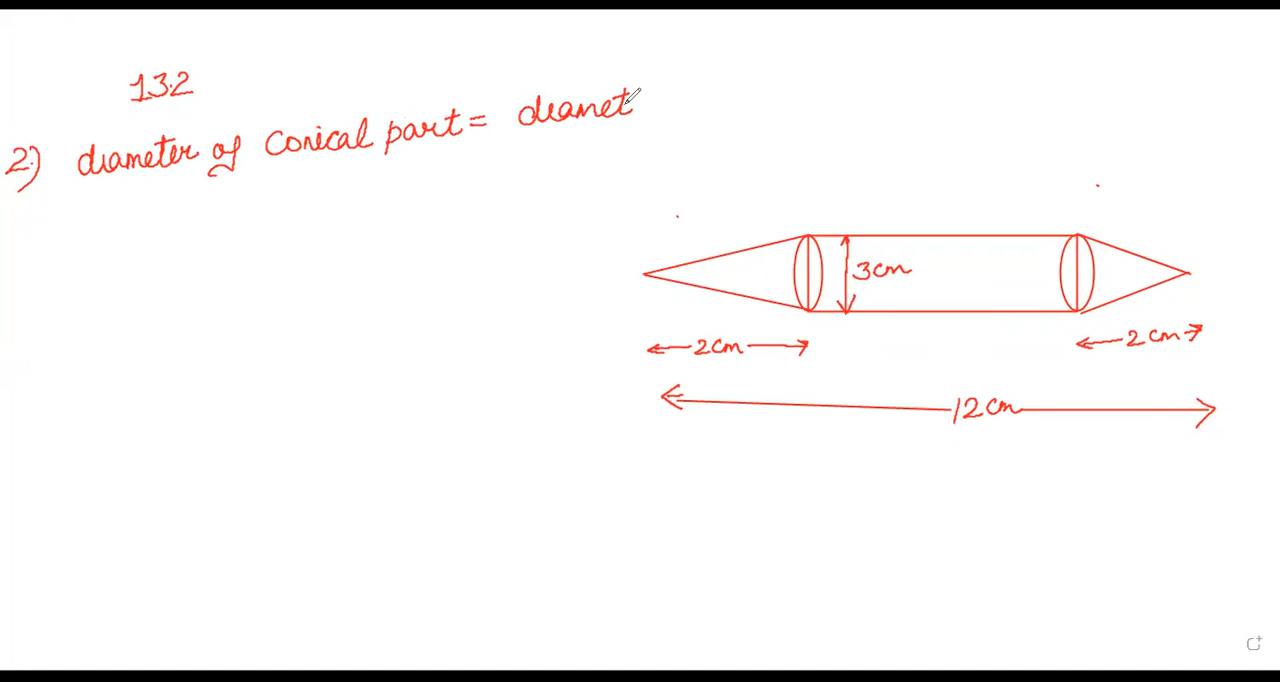 13.2
2.) diameter of Conical part = diamet
3cm
2cm
2cm
12cm